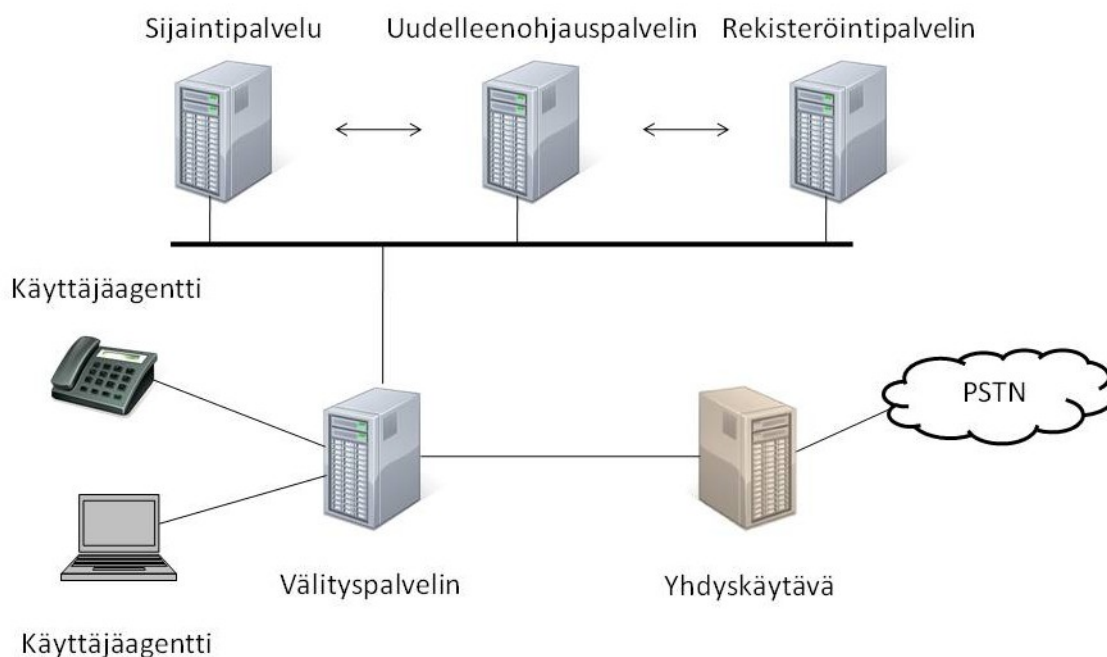 Sijaintipalvelu
Uudelleenohjauspalvelin
Rekisteröintipalvelin
Käyttäjäagentti
PSTN
Välityspalvelin
Yhdyskäytävä
Käyttäjäagentti